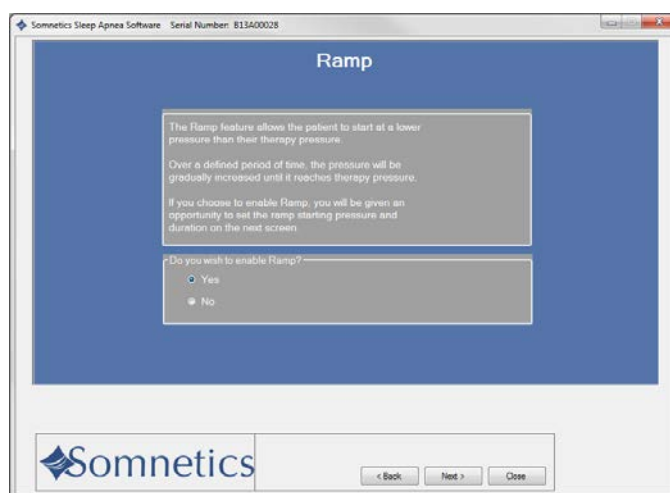 Somnetics Sleep Apnea Software Serial Number: B13A00028
Ramp
The Ramp feature allows the patient to start at a lower
pressure than their therapy pressure.
Over a defined period of time, the pressure will be
gradually increased until it reaches therapy pressure.
If you choose to enable Ramp, you will be given an
opportunity to set the ramp starting pressure and
duration on the next screen.
Do you wish to enable Ramp?
Yes
No
Somnetics
< Back
Next >
Close